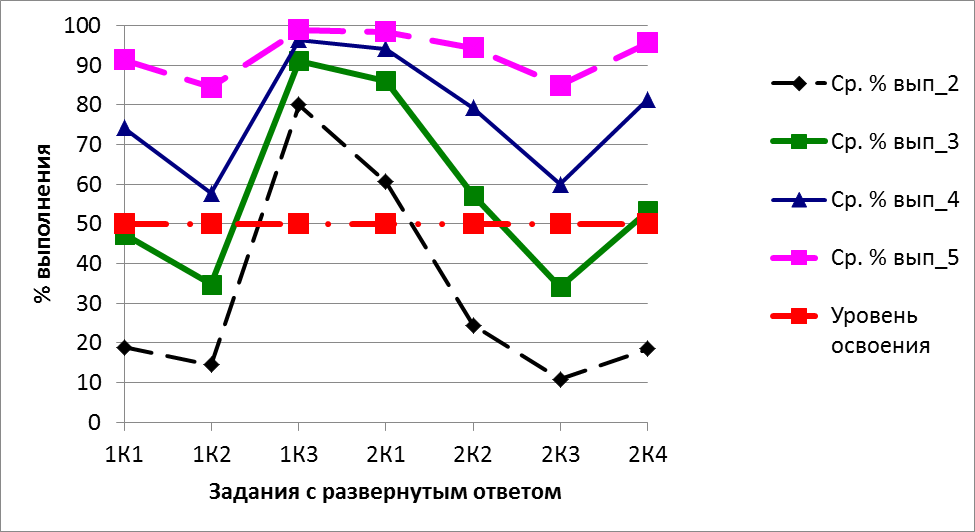 100
90
80
70
60
50
40
30
20
10
0
% выполнения
1К1 1К2 1К3 2К1 2К2 2К3 2К4
Задания с развернутым ответом
Ср. % вып_2
Ср. % вып_3
Ср. % вып_4
Ср. % вып_5
Уровень
освоения